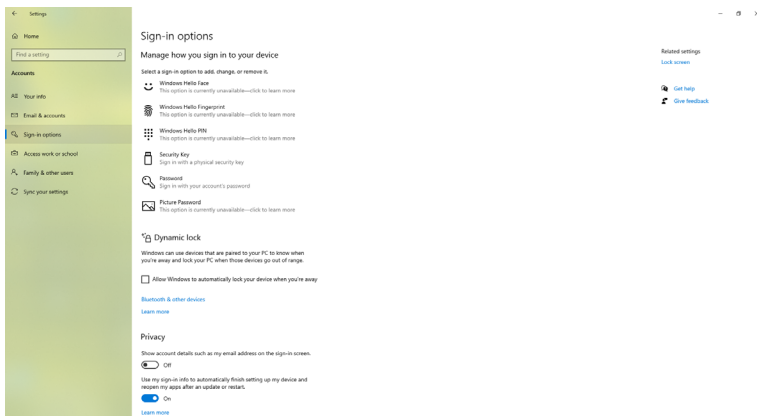 Settings
Home
Find a setting
Accounts
Your info
Email & accounts
Sign-in options
Access work or school
Family & other users
Sync your settings
Sign-in options
Manage how you sign in to your device
Select a sign-in option to add, change, or remove it.
Windows Hello Face
This option is currently unavailable—click to learn more
Windows Hello Fingerprint
This option is currently unavailable—click to learn more
Windows Hello PIN
This option is currently unavailable—click to learn more
Security Key
Sign in with a physical security key
Password
Sign in with your account's password
Picture Password
This option is currently unavailable—click to learn more
Dynamic lock
Windows can use devices that are paired to your PC to know when
you're away and lock your PC when those devices go out of range.
Allow Windows to automatically lock your device when you're away
Bluetooth & other devices
Learn more
Privacy
Show account details such as my email address on the sign-in screen.
Off
Use my sign-in info to automatically finish setting up my device and
reopen my apps after an update or restart.
On
Learn more
Related settings
Lock screen
Get help
Give feedback